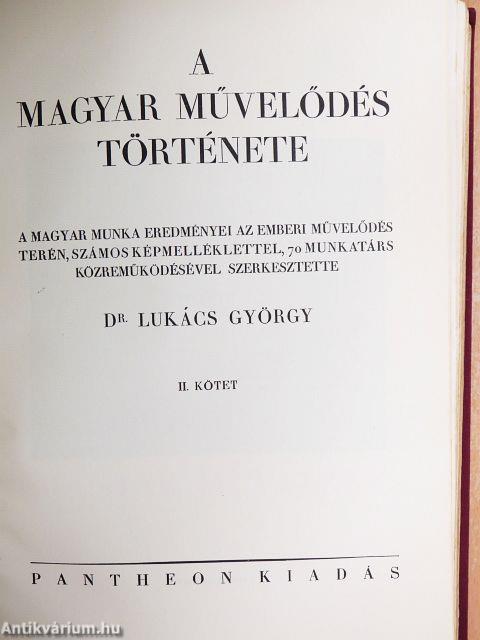 A
MAGYAR MŰVELŐDÉS
TÖRTÉNETE
A MAGYAR MUNKA EREDMÉNYEI AZ EMBERI MŰVELŐDÉS
TERÉN, SZÁMOS KÉPMELLÉKLETTEL, 70 MUNKATÁRS
KÖZREMŰKÖDÉSÉVEL SZERKESZTETTE
DR. LUKÁCS GYÖRGY
II. KÖTET
PANTHEON KIADÁS
Antikvárium.hu